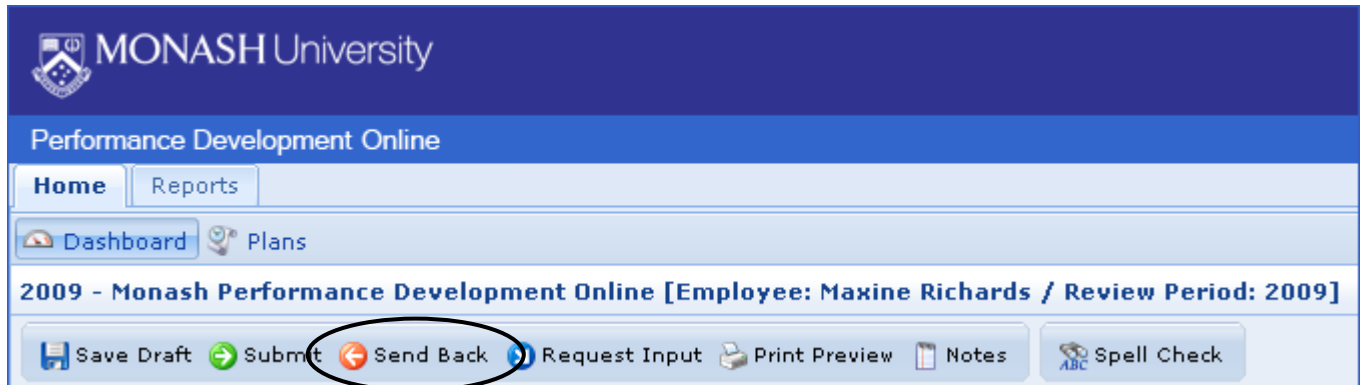 MONASH University
Performance Development Online
Home Reports
Dashboard Plans
2009 - Monash Performance Development Online [Employee: Maxine Richards / Review Period: 2009]
Save Draft Submit Send Back Request Input Print Preview Notes ABC Spell Check